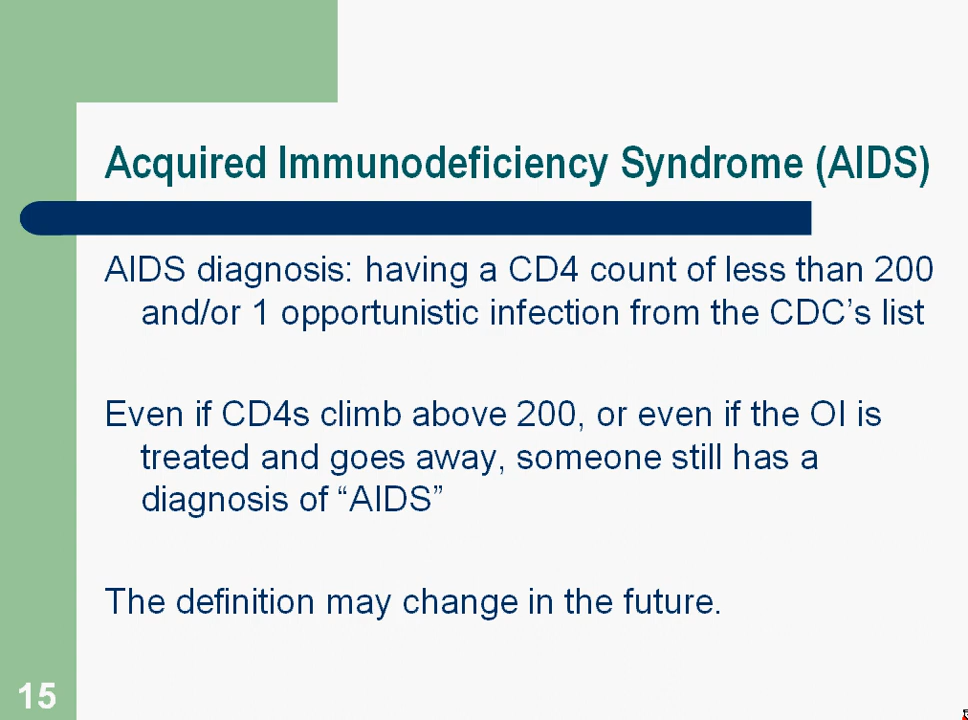 Acquired Immunodeficiency Syndrome (AIDS)
AIDS diagnosis: having a CD4 count of less than 200
and/or 1 opportunistic infection from the CDC’s list
Even if CD4s climb above 200, or even if the OI is
treated and goes away, someone still has a
diagnosis of “AIDS”
The definition may change in the future.
15